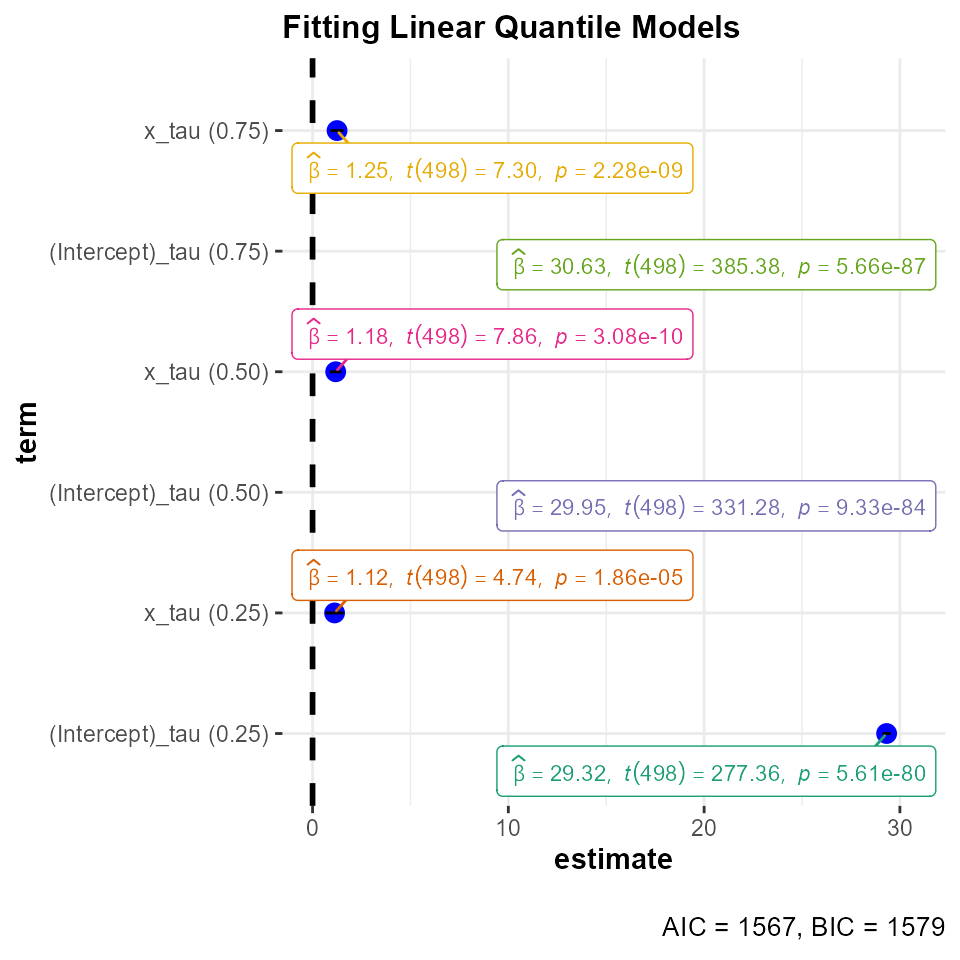 Fitting Linear Quantile Models
x_tau (0.75)
β̂ = 1.25, t(498) = 7.30, p = 2.28e-09
(Intercept)_tau (0.75)
β̂ = 30.63, t(498) = 385.38, p = 5.66e-87
β̂ = 1.18, t(498) = 7.86, p = 3.08e-10
x_tau (0.50)
term
(Intercept)_tau (0.50)
β̂ = 29.95, t(498) = 331.28, p = 9.33e-84
β̂ = 1.12, t(498) = 4.74, p = 1.86e-05
x_tau (0.25)
(Intercept)_tau (0.25)
β̂ = 29.32, t(498) = 277.36, p = 5.61e-80
0 10 20 30
estimate
AIC = 1567, BIC = 1579